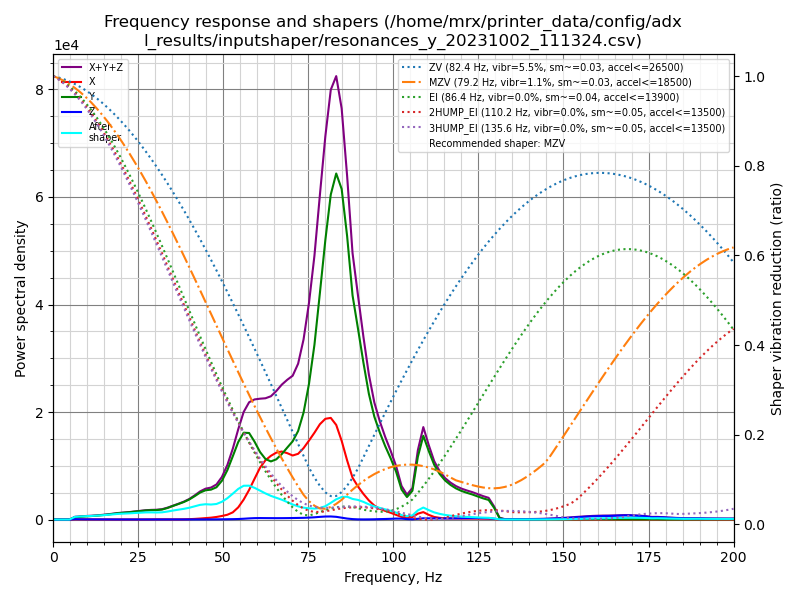 Frequency response and shapers (/home/mrx/printer_data/config/adx
l_results/inputshaper/resonances_y_20231002_111324.csv)
1e4
X+Y+Z
X
Y
Z
After
shaper
ZV (82.4 Hz, vibr=5.5%, sm~=0.03, accel<=26500)
MZV (79.2 Hz, vibr=1.1%, sm~=0.03, accel<=18500)
EI (86.4 Hz, vibr=0.0%, sm~=0.04, accel<=13900)
2HUMP_EI (110.2 Hz, vibr=0.0%, sm~=0.05, accel<=13500)
3HUMP_EI (135.6 Hz, vibr=0.0%, sm~=0.05, accel<=13500)
Recommended shaper: MZV
Power spectral density
8
6
4
2
0
Shaper vibration reduction (ratio)
1.0
0.8
0.6
0.4
0.2
0.0
0 25 50 75 100 125 150 175 200
Frequency, Hz